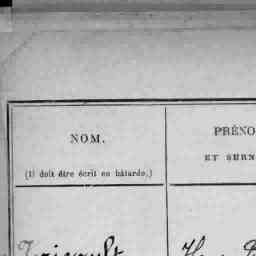 NOM.
PRÉNO
ET SURN
(Il doit être écrit en bâtarde.)